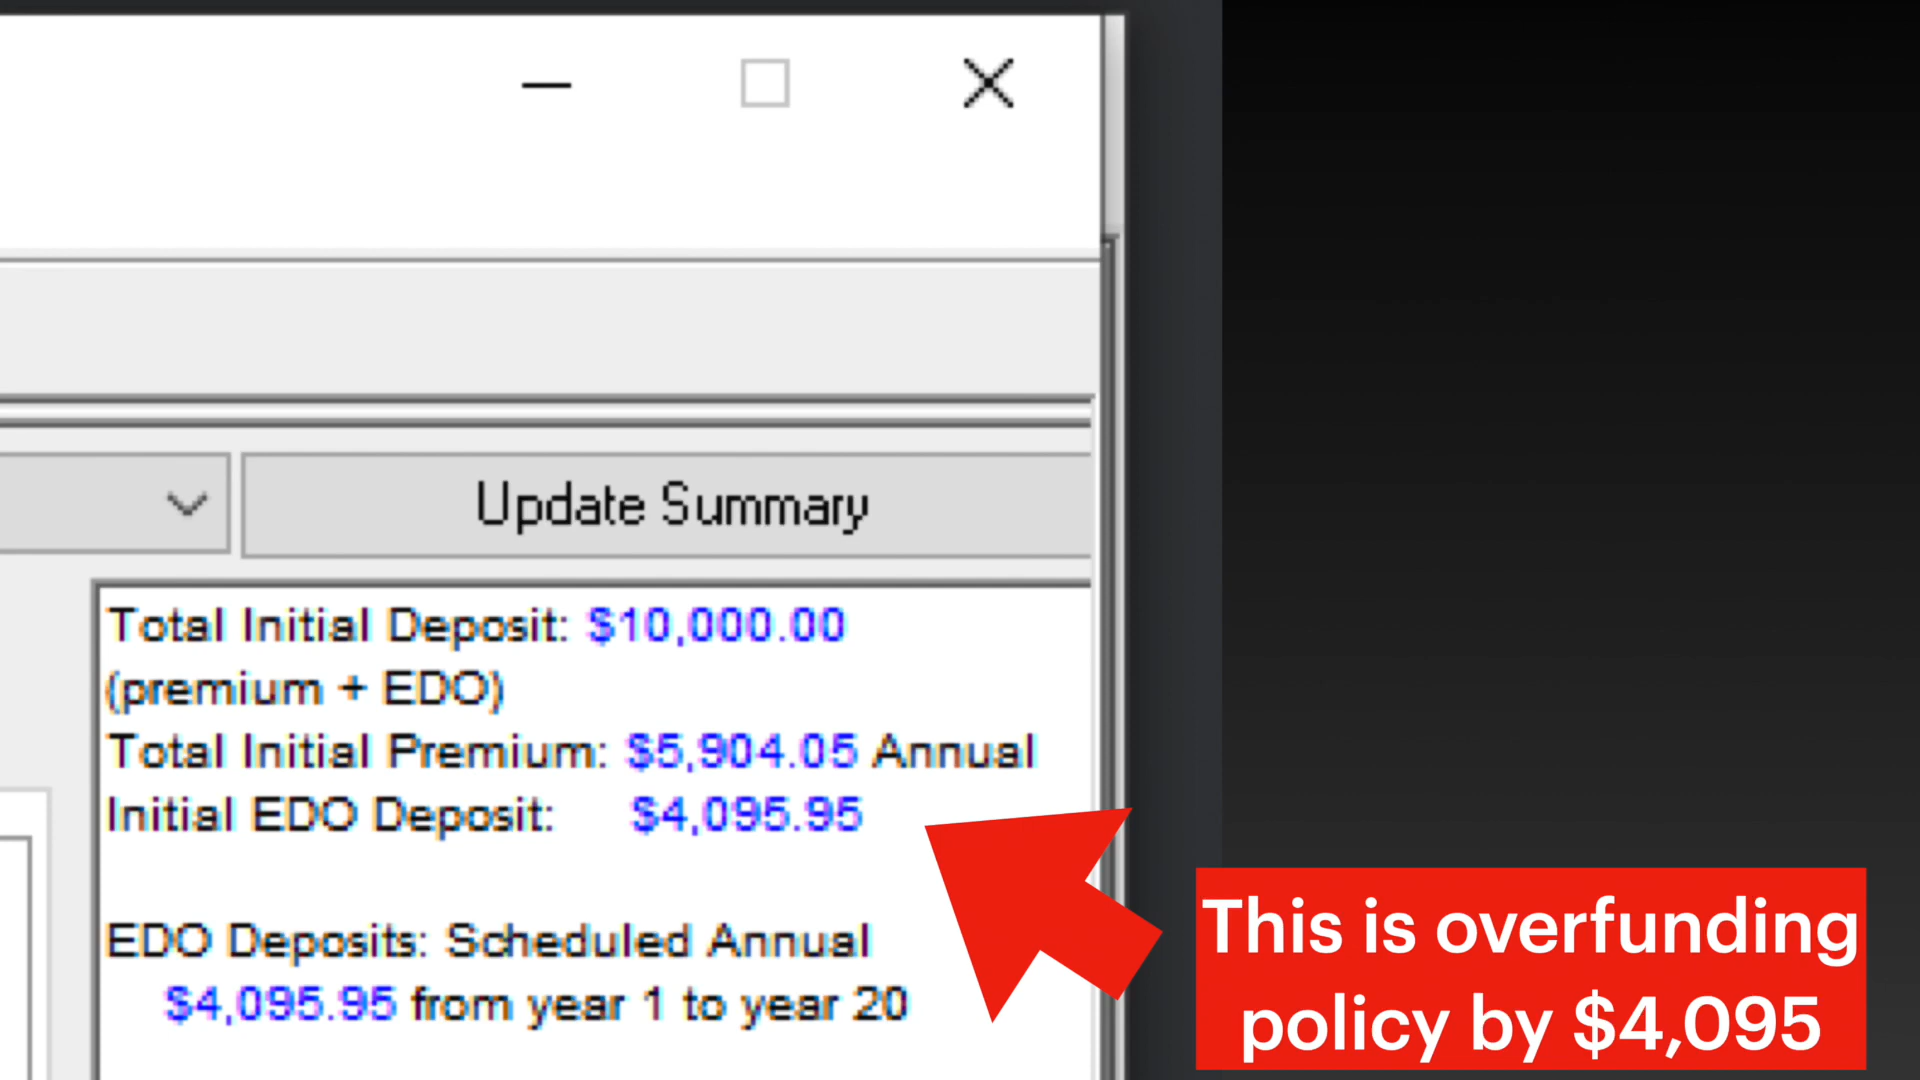 Update Summary
Total Initial Deposit: $10,000.00
(premium + EDO)
Total Initial Premium: $5,904.05 Annual
Initial EDO Deposit: $4,095.95
EDO Deposits: Scheduled Annual
$4,095.95 from year 1 to year 20
This is overfunding
policy by $4,095